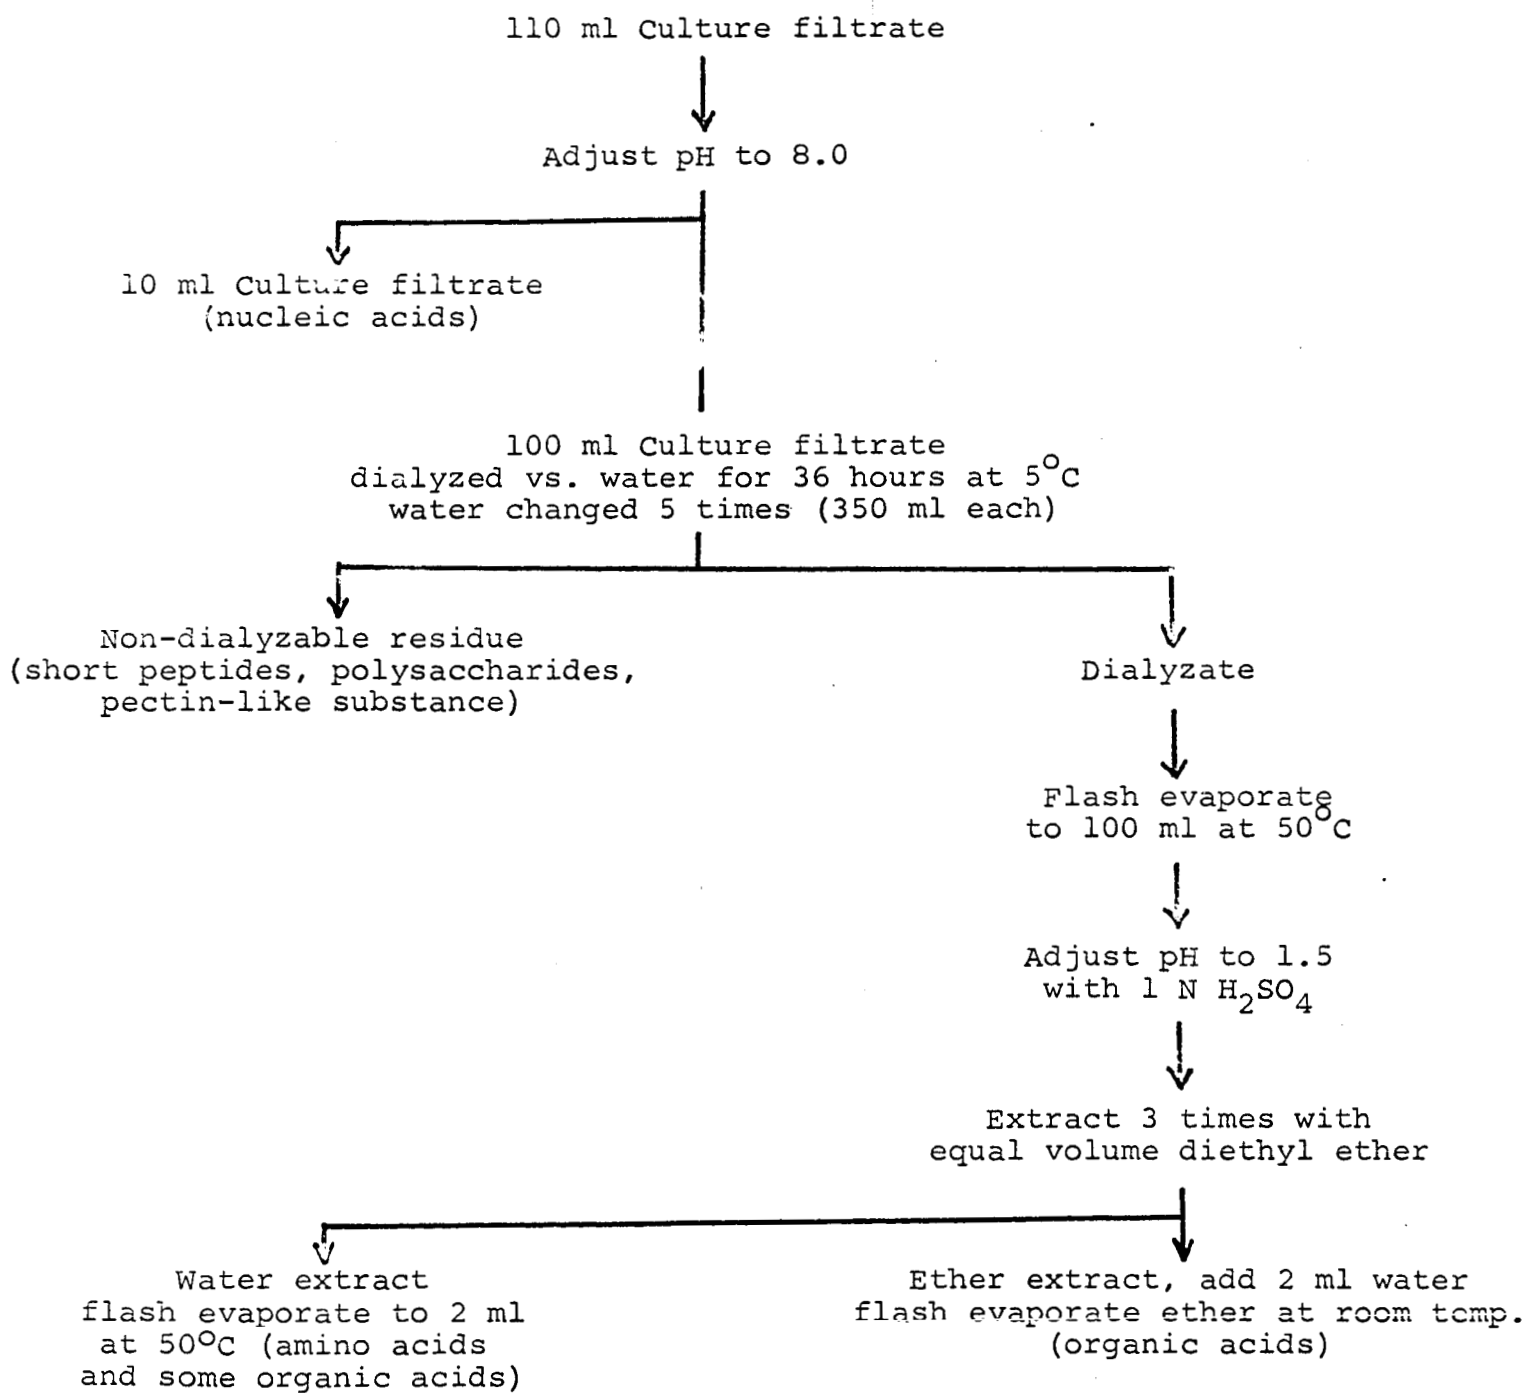 110 ml Culture filtrate
Adjust pH to 8.0
10 ml Culture filtrate
(nucleic acids)
100 ml Culture filtrate
dialyzed vs. water for 36 hours at 5°C
water changed 5 times (350 ml each)
Non-dialyzable residue
(short peptides, polysaccharides,
pectin-like substance)
Dialyzate
Flash evaporate
to 100 ml at 50°C
Adjust pH to 1.5
with 1 N H₂SO₄
Extract 3 times with
equal volume diethyl ether
Water extract
flash evaporate to 2 ml
at 50°C (amino acids
and some organic acids)
Ether extract, add 2 ml water
flash evaporate ether at room temp.
(organic acids)